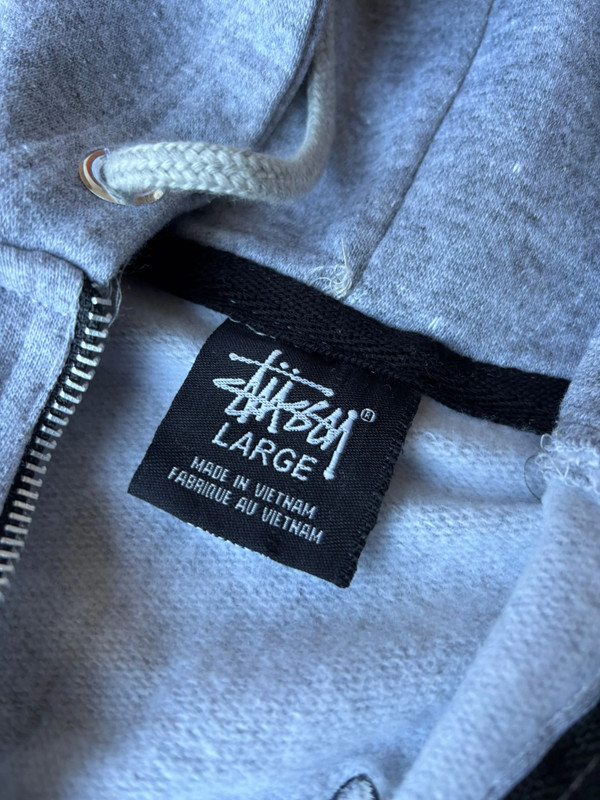 Stüssy®
LARGE
MADE IN VIETNAM
FABRIQUE AU VIETNAM